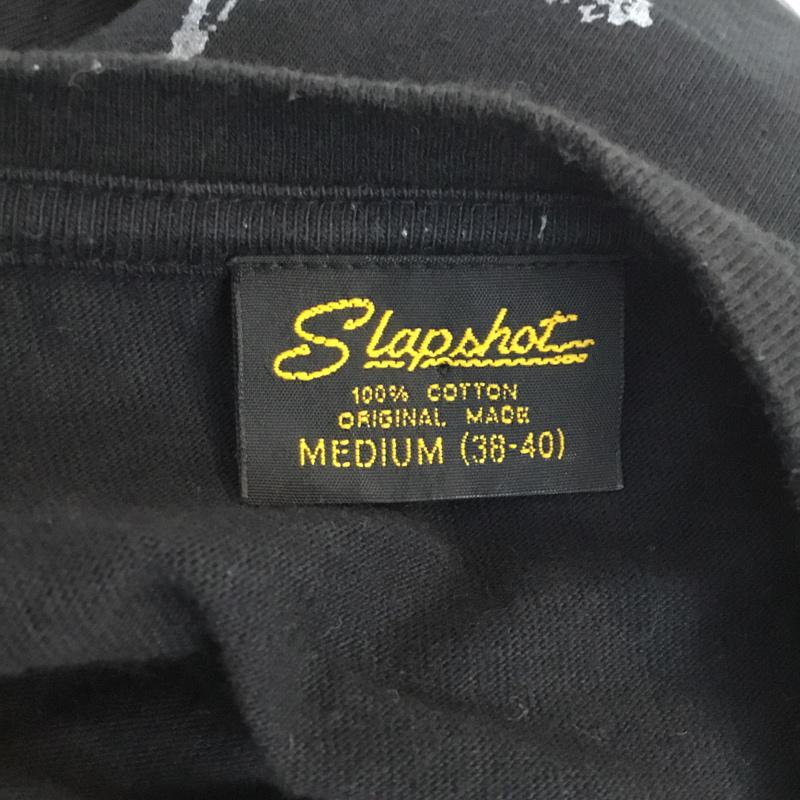 Slapshot
100% COTTON
ORIGINAL MADE
MEDIUM (38-40)